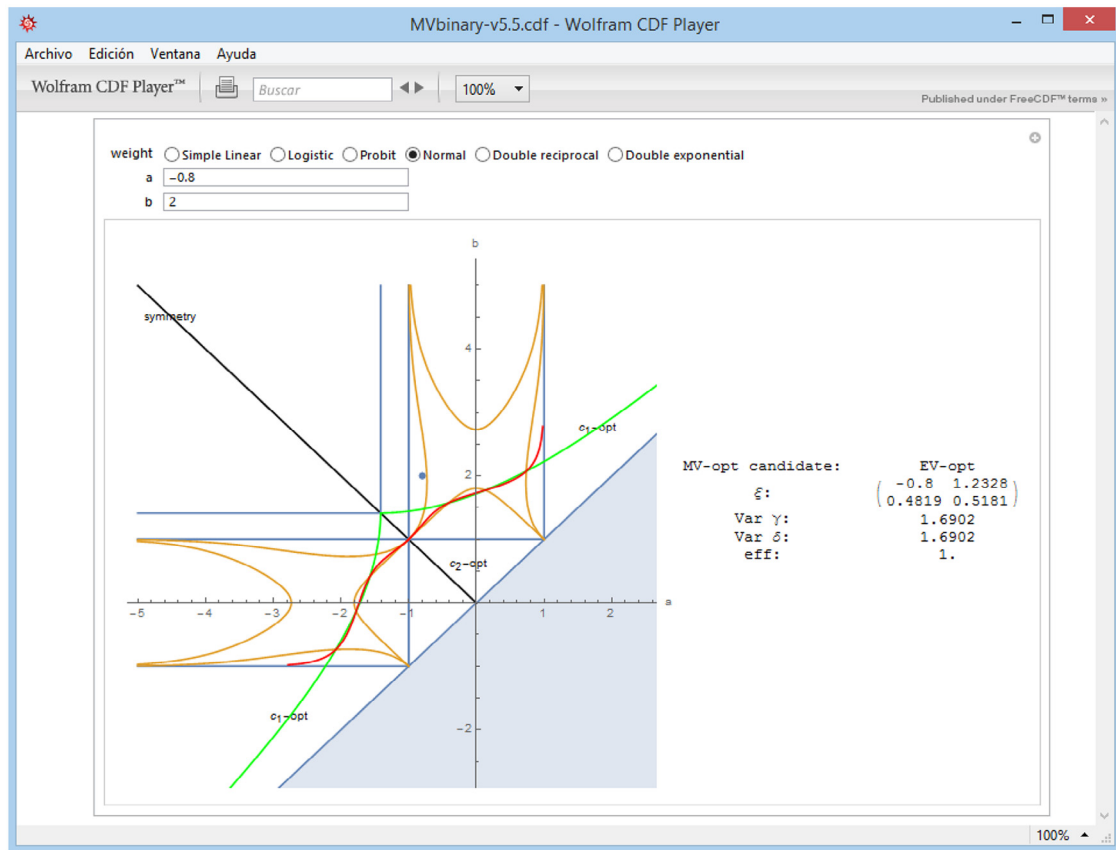 MVbinary-v5.5.cdf - Wolfram CDF Player
Archivo Edición Ventana Ayuda
Wolfram CDF Player™ Buscar 100%
Published under FreeCDF™ terms »
weight Simple Linear Logistic Probit Normal Double reciprocal Double exponential
a -0.8
b 2
b
symmetry
4
c₁-opt
2
MV-opt candidate: EV-opt
ξ: ( -0.8 1.2328
0.4819 0.5181 )
Var γ: 1.6902
Var δ: 1.6902
eff: 1.
c₂-opt
-5 -4 -3 -2 -1 1 2 a
c₁-opt
-2
100%